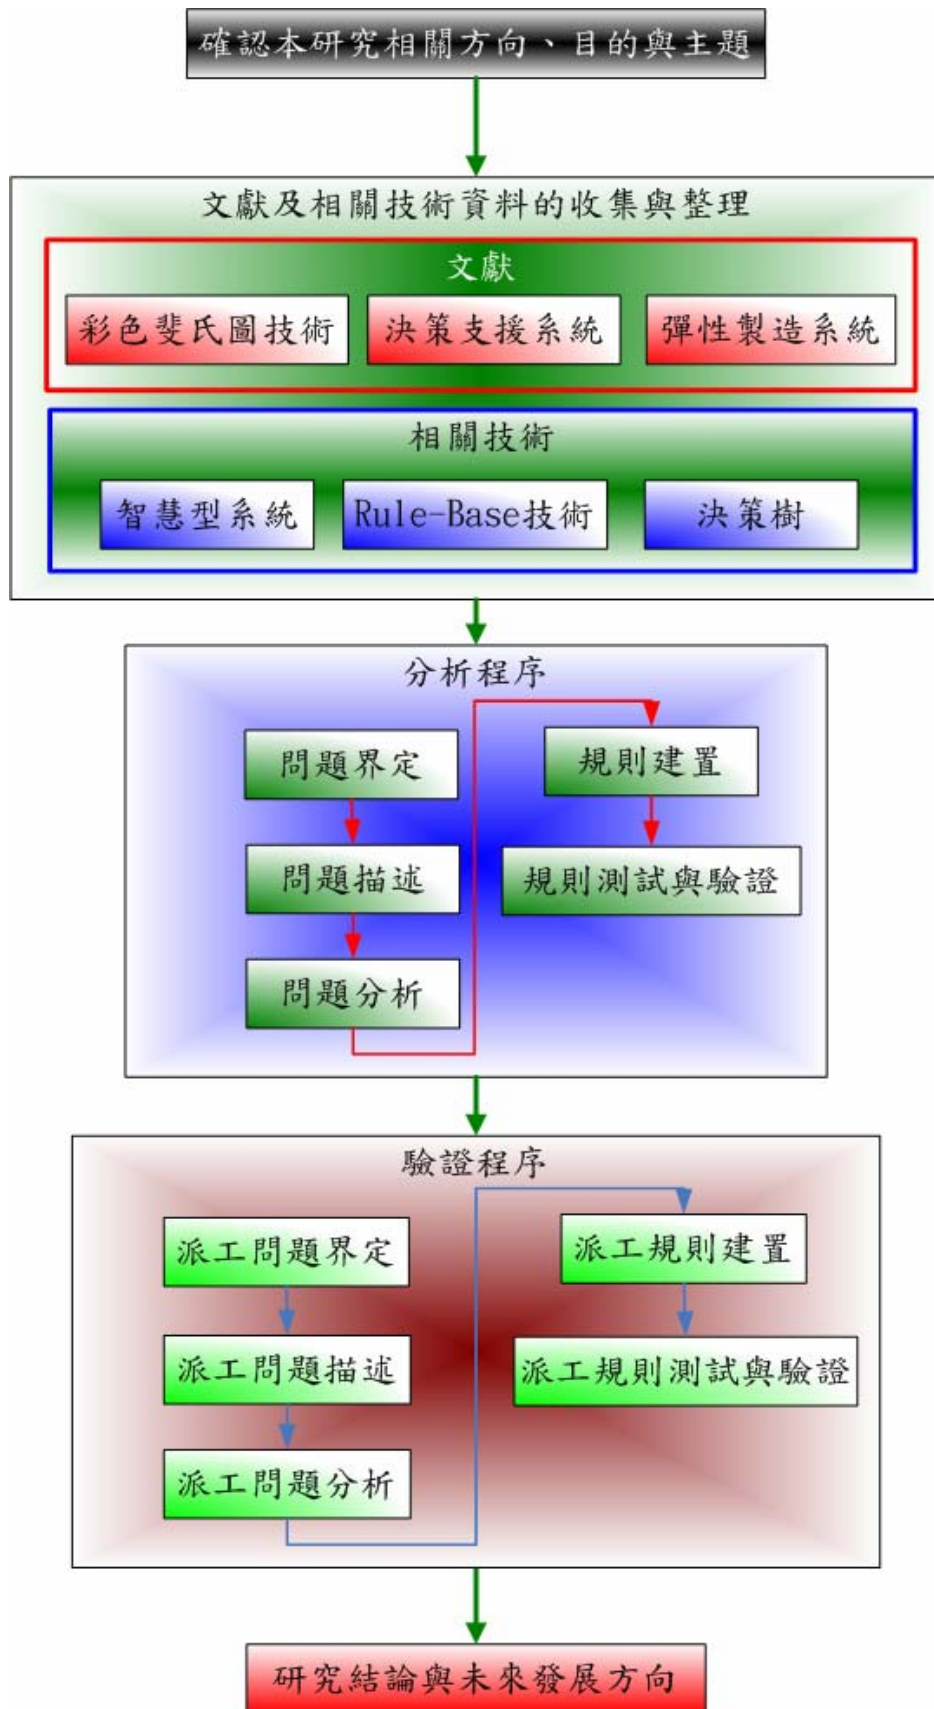 確認本研究相關方向、目的與主題
文獻及相關技術資料的收集與整理
文獻
彩色斐氏圖技術
決策支援系統
彈性製造系統
相關技術
智慧型系統
Rule-Base技術
決策樹
分析程序
問題界定
問題描述
問題分析
規則建置
規則測試與驗證
驗證程序
派工問題界定
派工問題描述
派工問題分析
派工規則建置
派工規則測試與驗證
研究結論與未來發展方向